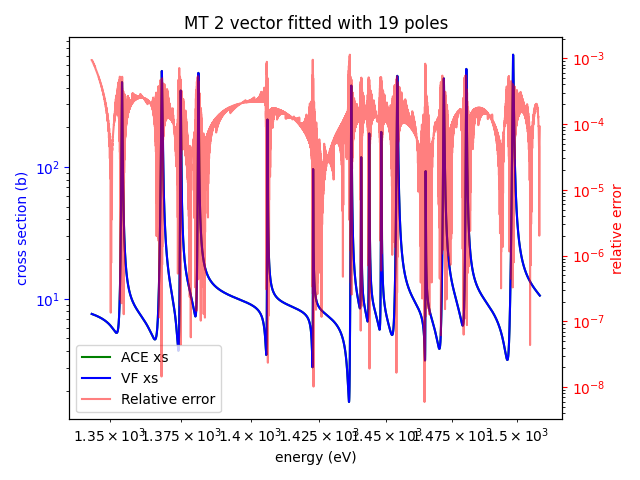 MT 2 vector fitted with 19 poles
cross section (b)
10²
10¹
10⁻³
10⁻⁴
10⁻⁵
10⁻⁶
10⁻⁷
10⁻⁸
relative error
ACE xs
VF xs
Relative error
1.35 × 10³ 1.375 × 10³ 1.4 × 10³ 1.425 × 10³ 1.45 × 10³ 1.475 × 10³ 1.5 × 10³
energy (eV)